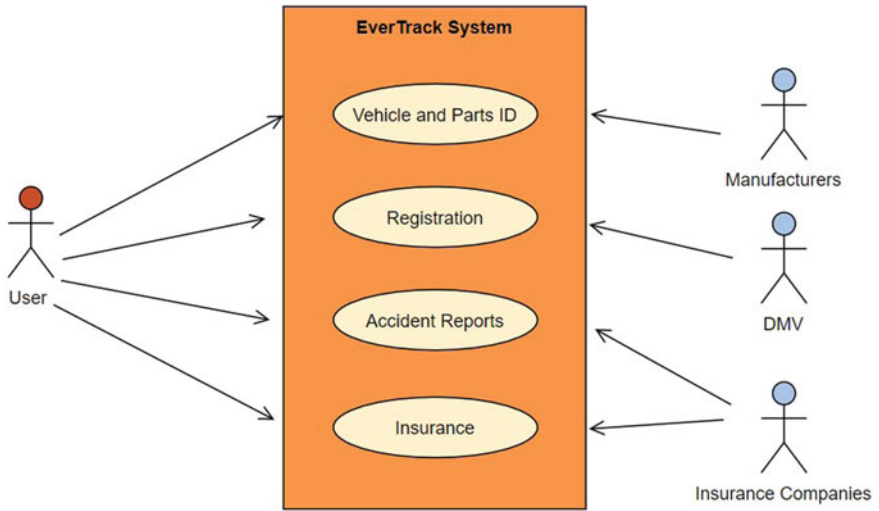 EverTrack System
Vehicle and Parts ID
Manufacturers
Registration
User
DMV
Accident Reports
Insurance
Insurance Companies